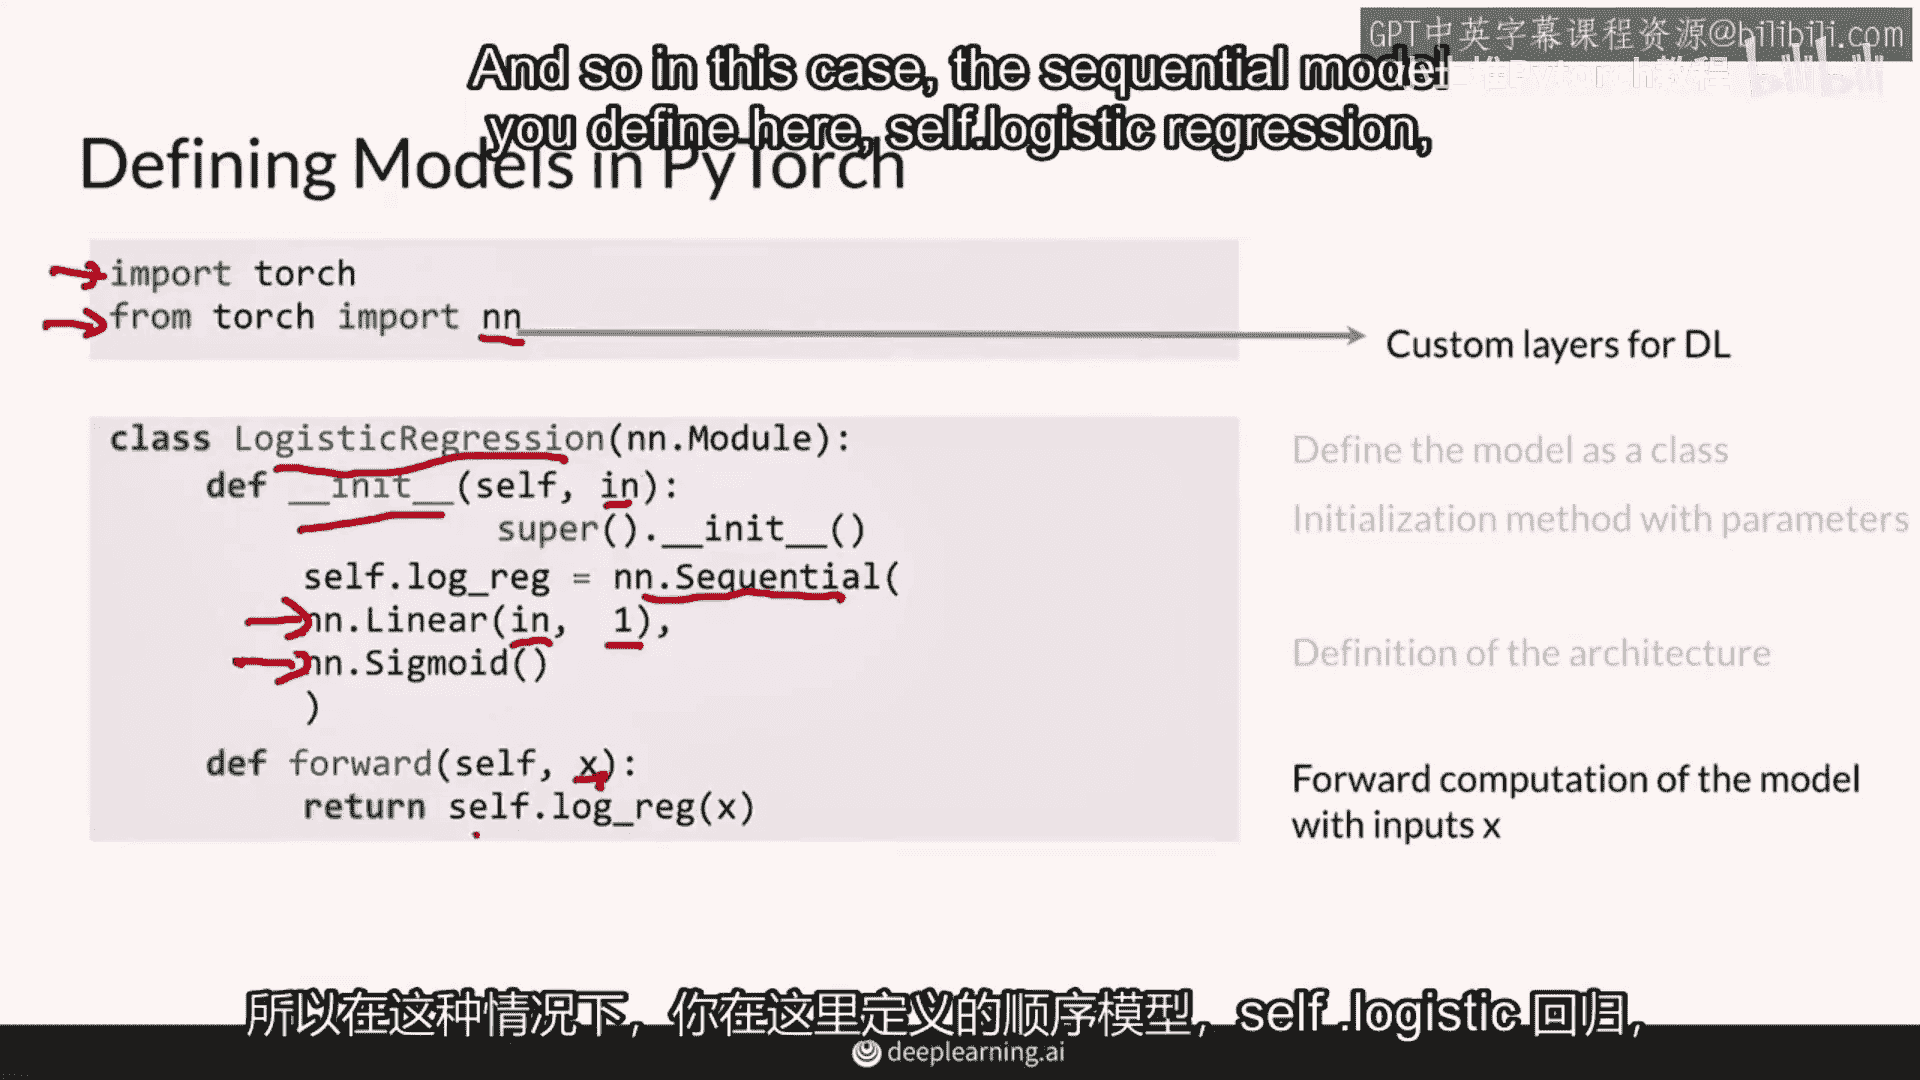 GPT中英字幕课程资源@bilibili.com
And so in this case, the sequential model
you define here, self.logistic regression,
Defining Models in PyTorch
import torch
from torch import nn
Custom layers for DL
class LogisticRegression(nn.Module):
Define the model as a class
def __init__(self, in):
Initialization method with parameters
super().__init__()
self.log_reg = nn.Sequential(
nn.Linear(in, 1),
nn.Sigmoid()
Definition of the architecture
)
def forward(self, x):
return self.log_reg(x)
Forward computation of the model
with inputs x
所以在这种情况下，你在这里定义的顺序模型，self .logistic 回归，
deeplearning.ai